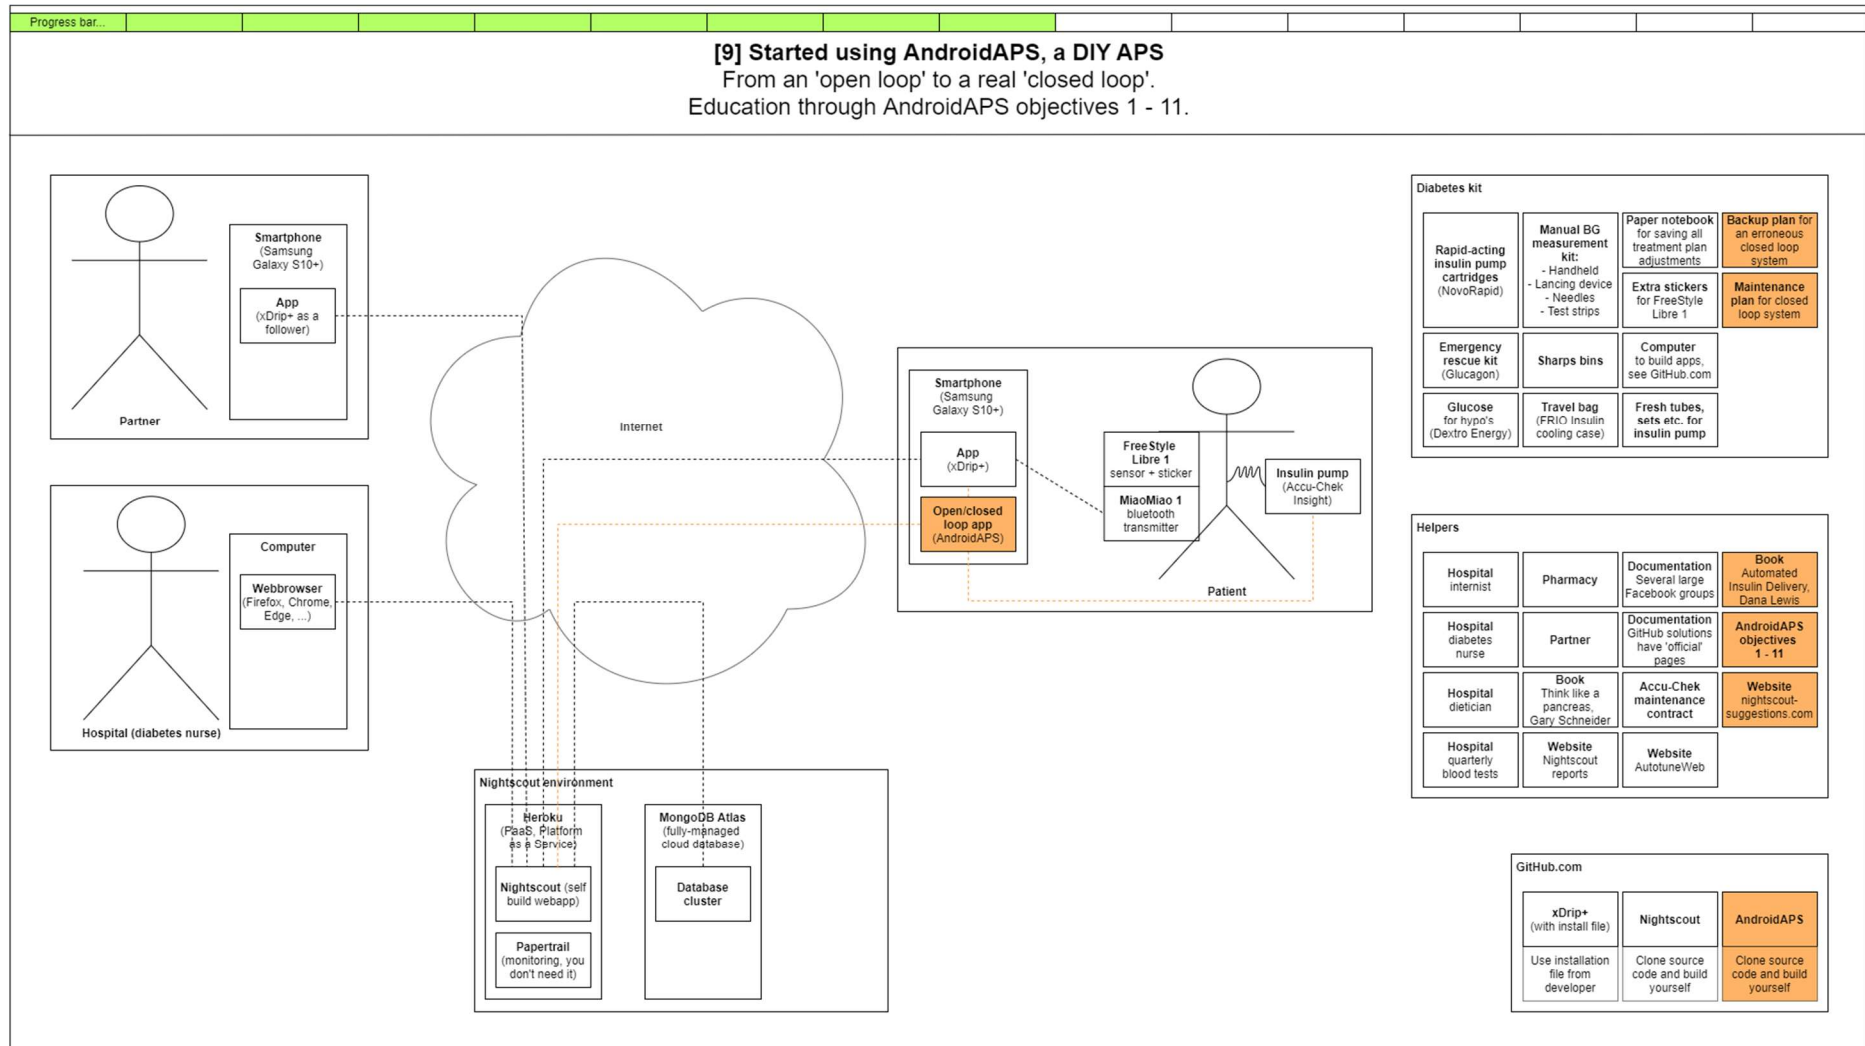 Progress bar...
[9] Started using AndroidAPS, a DIY APS
From an 'open loop' to a real 'closed loop'.
Education through AndroidAPS objectives 1 - 11.
Smartphone
(Samsung
Galaxy S10+)
App
(xDrip+ as a
follower)
Partner
Computer
Webbrowser
(Firefox, Chrome,
Edge, ...)
Hospital (diabetes nurse)
Internet
Smartphone
(Samsung
Galaxy S10+)
App
(xDrip+)
Open/closed
loop app
(AndroidAPS)
FreeStyle
Libre 1
sensor + sticker
MiaoMiao 1
bluetooth
transmitter
Insulin pump
(Accu-Chek
Insight)
Patient
Nightscout environment
Heroku
(PaaS, Platform
as a Service)
Nightscout (self
build webapp)
Papertrail
(monitoring, you
don't need it)
MongoDB Atlas
(fully-managed
cloud database)
Database
cluster
Diabetes kit
Rapid-acting
insulin pump
cartridges
(NovoRapid)
Manual BG
measurement
kit:
- Handheld
- Lancing device
- Needles
- Test strips
Paper notebook
for saving all
treatment plan
adjustments
Backup plan for
an erroneous
closed loop
system
Extra stickers
for FreeStyle
Libre 1
Maintenance
plan for closed
loop system
Emergency
rescue kit
(Glucagon)
Sharps bins
Computer
to build apps,
see GitHub.com
Glucose
for hypo's
(Dextro Energy)
Travel bag
(FRIO Insulin
cooling case)
Fresh tubes,
sets etc. for
insulin pump
Helpers
Hospital
internist
Pharmacy
Documentation
Several large
Facebook groups
Book
Automated
Insulin Delivery,
Dana Lewis
Hospital
diabetes
nurse
Partner
Documentation
GitHub solutions
have 'official'
pages
AndroidAPS
objectives
1 - 11
Hospital
dietician
Book
Think like a
pancreas,
Gary Schneider
Accu-Chek
maintenance
contract
Website
nightscout-
suggestions.com
Hospital
quarterly
blood tests
Website
Nightscout
reports
Website
AutotuneWeb
GitHub.com
xDrip+
(with install file)
Nightscout
AndroidAPS
Use installation
file from
developer
Clone source
code and build
yourself
Clone source
code and build
yourself